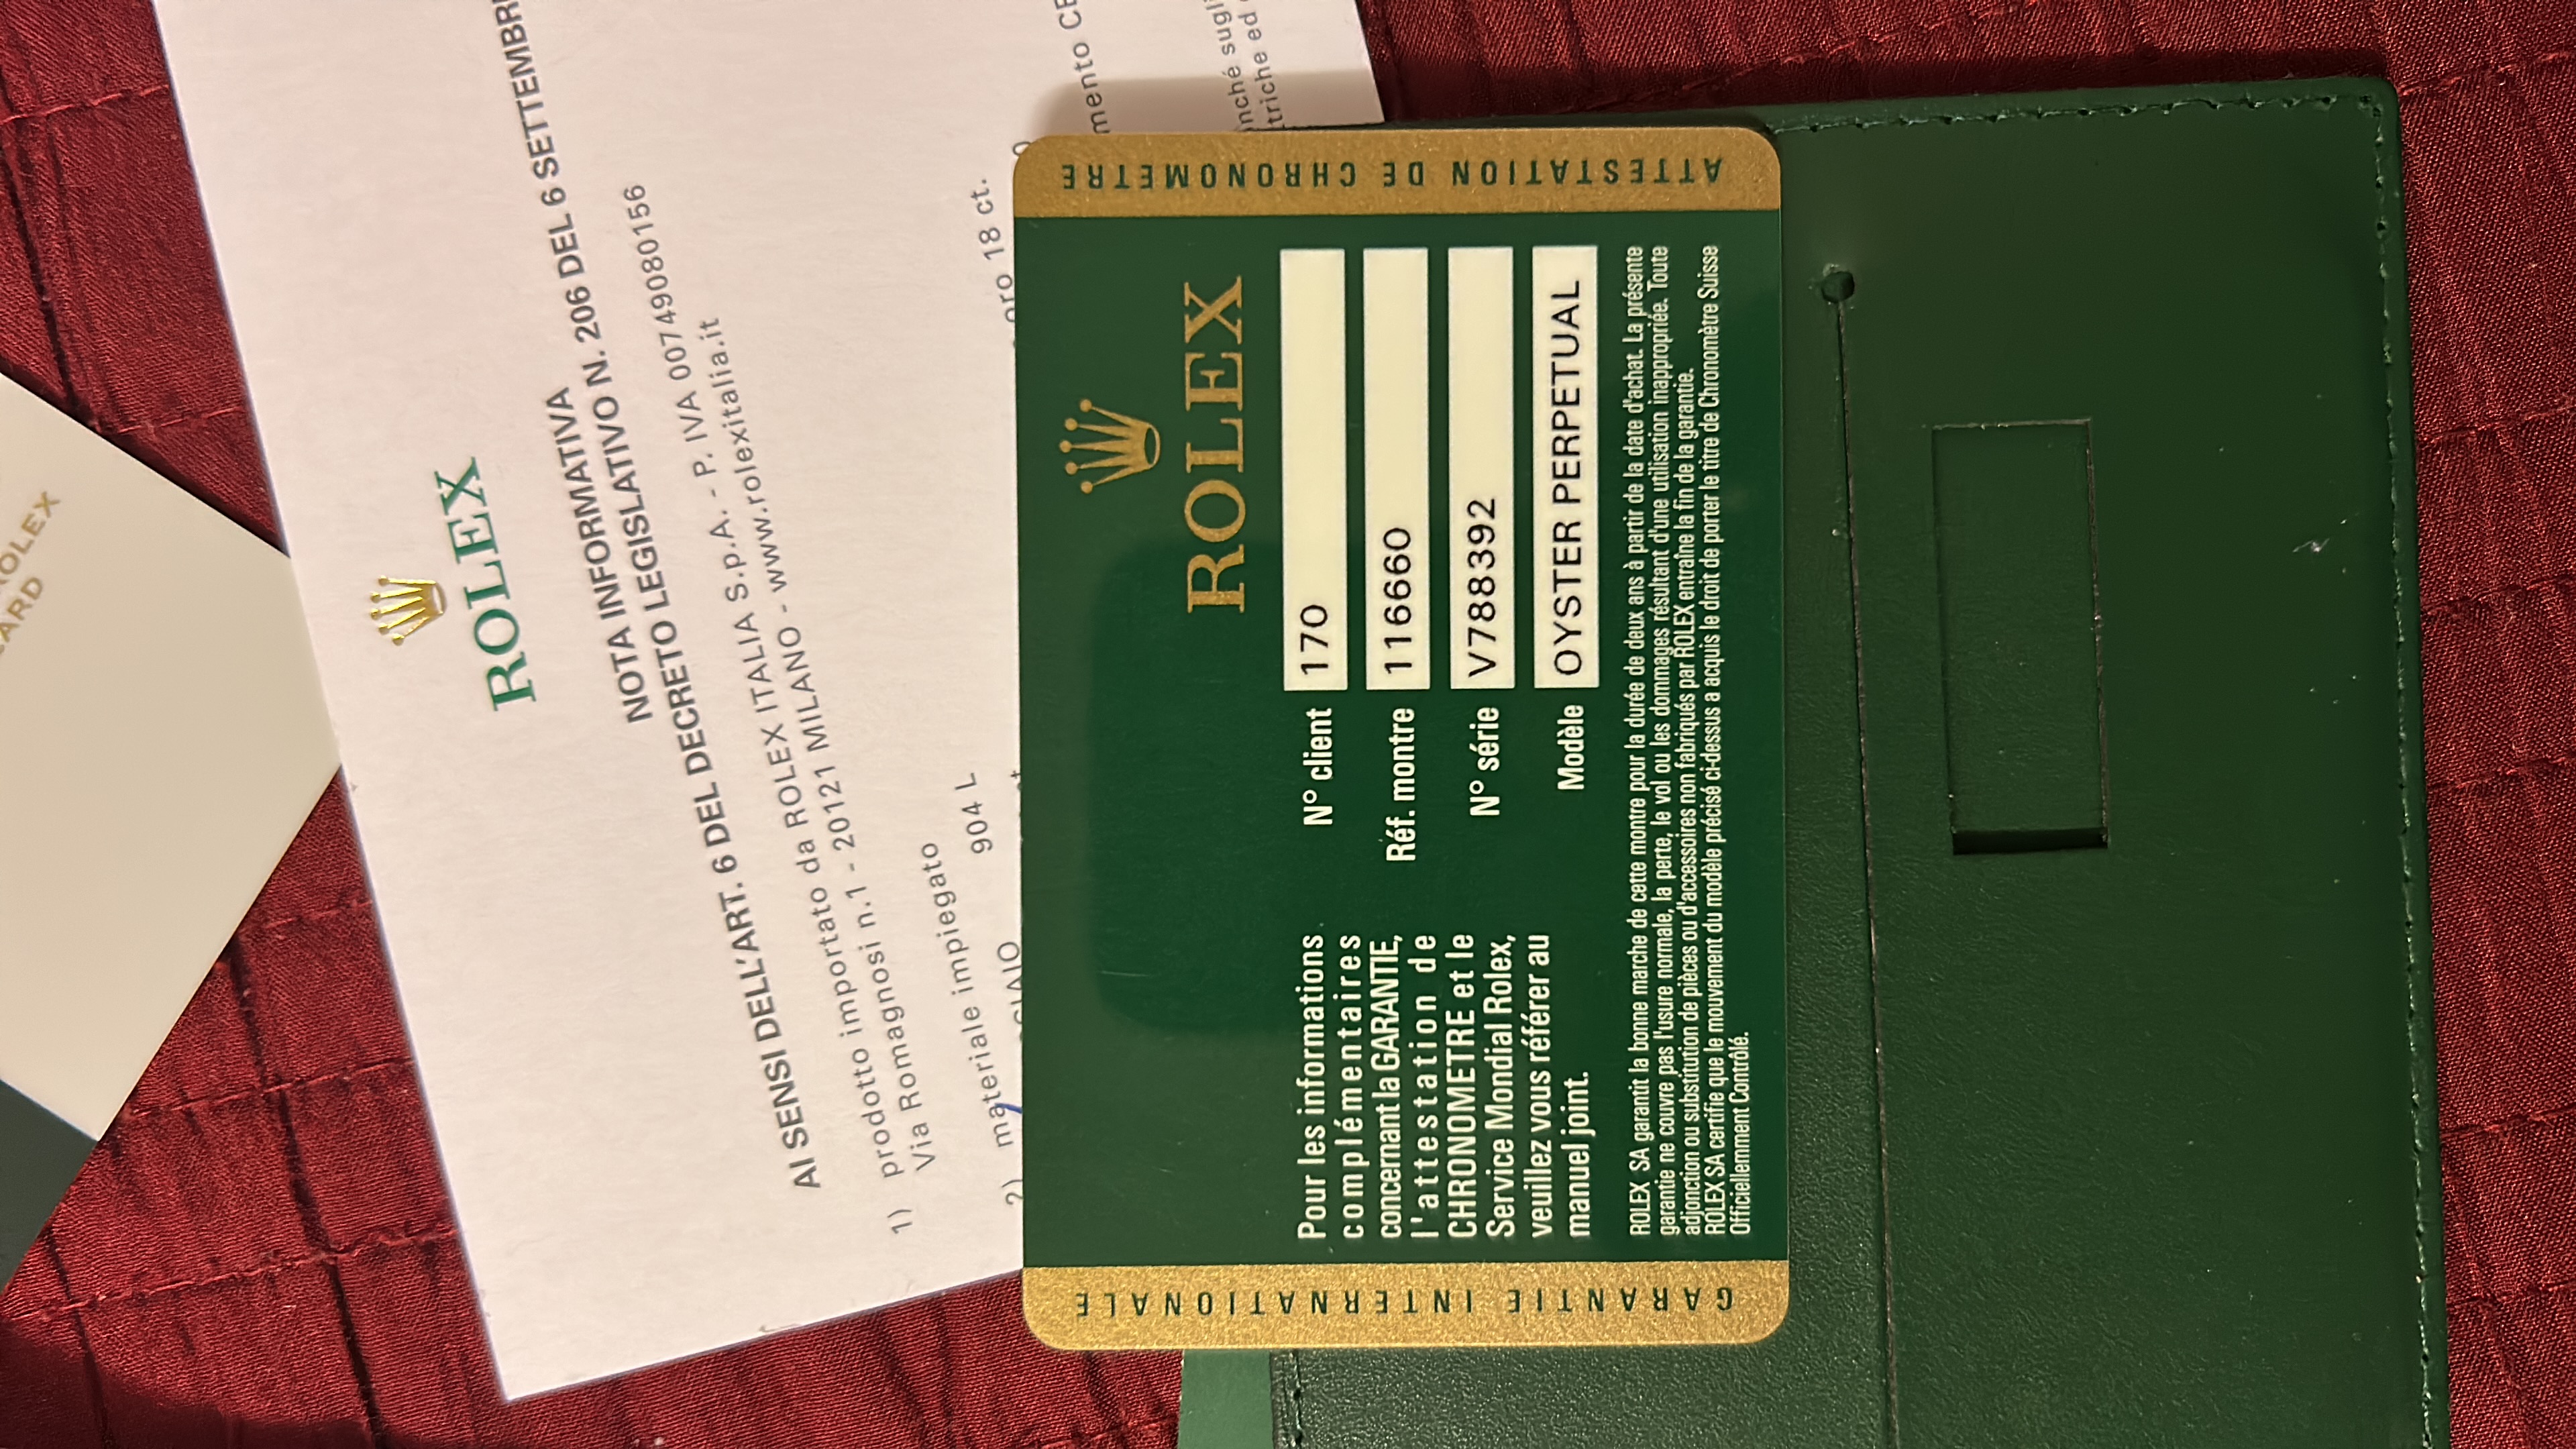 ROLEX
CARD
ROLEX
NOTA INFORMATIVA
AI SENSI DELL'ART. 6 DEL DECRETO LEGISLATIVO N. 206 DEL 6 SETTEMBRE
1) prodotto importato da ROLEX ITALIA S.p.A. - P. IVA 00749080156
Via Romagnosi n.1 - 20121 MILANO - www.rolexitalia.it
2) materiale impiegato
904 L
oro 18 ct.
GARANTIE INTERNATIONALE
ATTESTATION DE CHRONOMETRE
ROLEX
Pour les informations
complémentaires
concernant la GARANTIE,
l'attestation de
CHRONOMETRE et le
Service Mondial Rolex,
veuillez vous référer au
manuel joint.
N° client 170
Réf. montre 116660
N° série V788392
Modèle OYSTER PERPETUAL
ROLEX SA garantit la bonne marche de cette montre pour la durée de deux ans à partir de la date d'achat. La présente
garantie ne couvre pas l'usure normale, la perte, le vol ou les dommages résultant d'une utilisation inappropriée. Toute
adjonction ou substitution de pièces ou d'accessoires non fabriqués par ROLEX entraîne la fin de la garantie.
ROLEX SA certifie que le mouvement du modèle précisé ci-dessus a acquis le droit de porter le titre de Chronomètre Suisse
Officiellement Contrôlé.